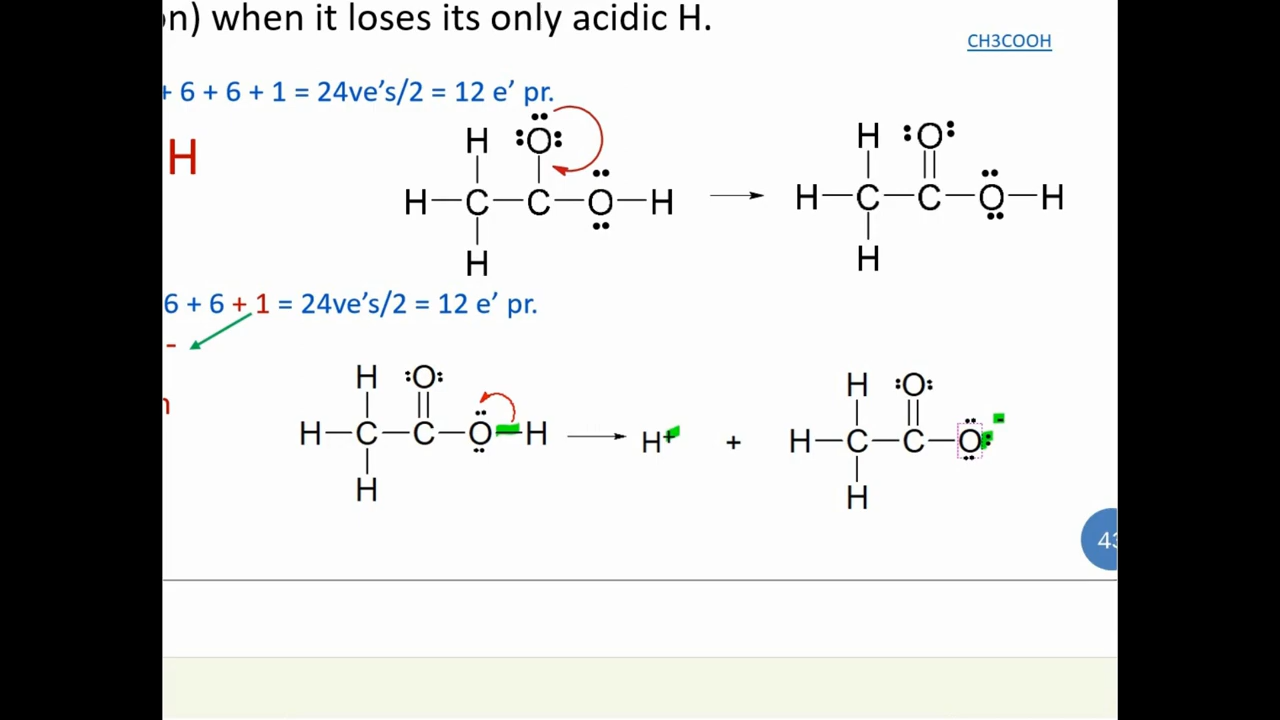 n) when it loses its only acidic H.
CH3COOH
+ 6 + 6 + 1 = 24ve's/2 = 12 e' pr.
H
H :Ö:
H—C—C—Ö—H
H
H :O:
H—C—C—Ö—H
H
6 + 6 + 1 = 24ve's/2 = 12 e' pr.
-
H :O:
H—C—C—Ö—H
H
H+
+
H :O:
H—C—C—Ö: -
H
43